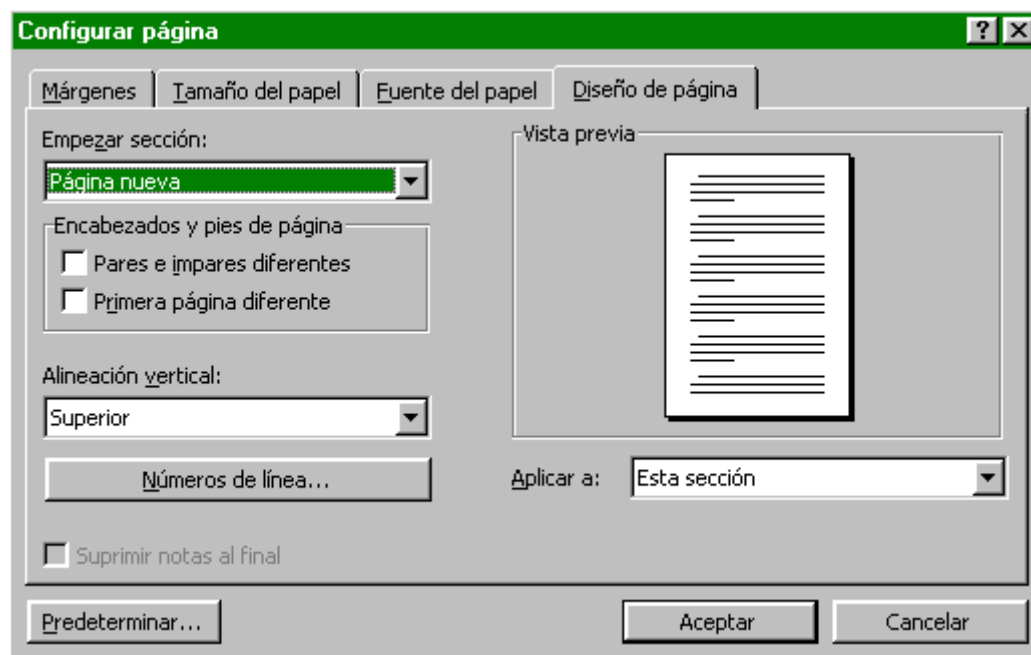 Configurar página
Márgenes
Tamaño del papel
Fuente del papel
Diseño de página
Empezar sección:
Página nueva
Encabezados y pies de página
Pares e impares diferentes
Primera página diferente
Alineación vertical:
Superior
Números de línea...
Suprimir notas al final
Vista previa
Aplicar a:
Esta sección
Predeterminar...
Aceptar
Cancelar